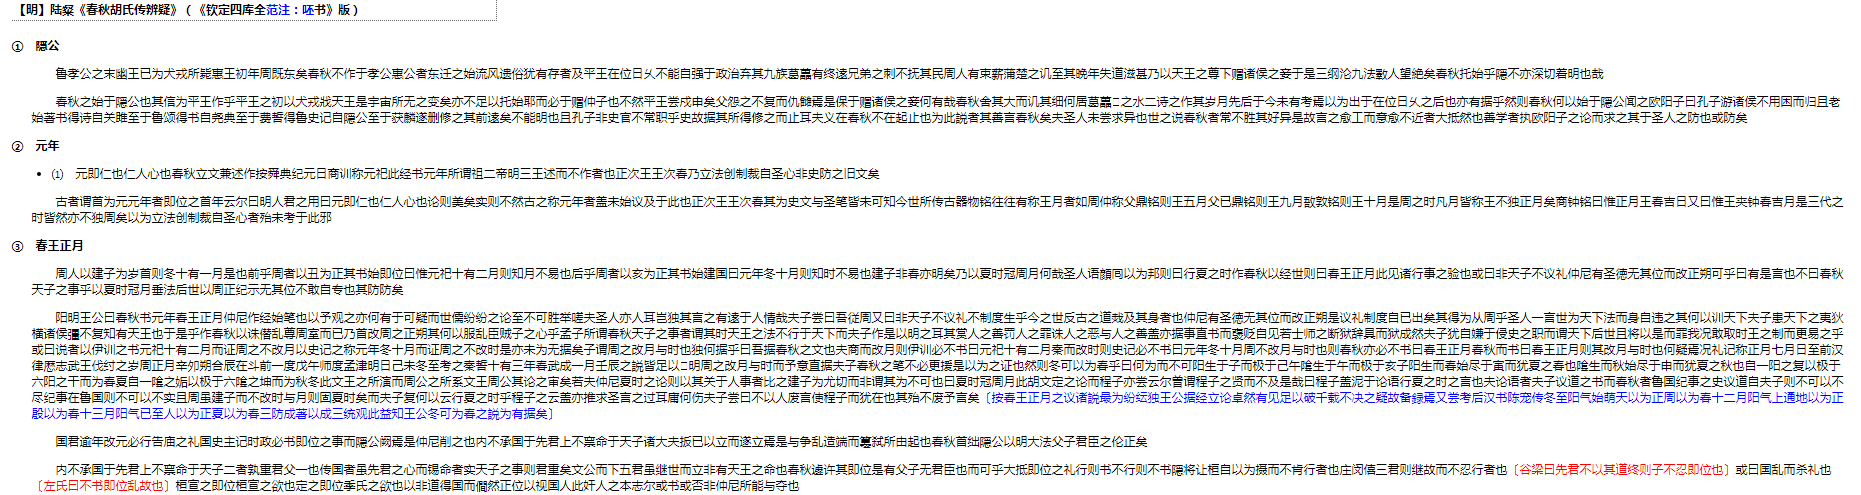 【明】陆粲《春秋胡氏传辨疑》（《钦定四库全范注：呸书》版）
① 隠公
魯孝公之末幽王已为犬戎所毙惠王初年周既东矣春秋不作于孝公惠公者东迁之始流风遗俗犹有存者及平王在位日乆不能自强于政治弃其九族葛藟有终逺兄弟之刺不抚其民周人有束薪蒲楚之讥至其晩年失道滋甚乃以天王之尊下赗诸侯之妾于是三纲沦九法斁人望絶矣春秋托始乎隠不亦深切着明也哉
春秋之始于隠公也其信为平王作乎平王之初以犬戎戕天王是宇宙所无之变矣亦不足以托始耶而必于赗仲子也不然平王尝戍申矣父怨之不复而仇雠焉是保于赗诸侯之妾何有哉春秋舍其大而讥其细何居葛藟□之水二诗之作其岁月先后于今未有考焉以为出于在位日乆之后也亦有据乎然则春秋何以始于隠公闻之欧阳子曰孔子游诸侯不用困而归且老
始著书得诗自关雎至于鲁颂得书自尧典至于费誓得鲁史记自隠公至于获麟遂删修之其前逺矣不能明也且孔子非史官不常职乎史故据其所得修之而止耳夫义在春秋不在起止也为此説者其善言春秋矣夫圣人未尝求异也世之说春秋者常不胜其好异是故言之愈工而意愈不近者大抵然也善学者执欧阳子之论而求之其于圣人之防也或防矣
② 元年
• ⑴ 元即仁也仁人心也春秋立文兼述作按舜典纪元日商训称元祀此经书元年所谓祖二帝明三王述而不作者也正次王王次春乃立法创制裁自圣心非史防之旧文矣
古者谓首为元元年者即位之首年云尔曰明人君之用曰元即仁也仁人心也论则美矣实则不然古之称元年者盖未始议及于此也正次王王次春其为史文与圣笔皆未可知今世所传古器物铭往往有称王月者如周仲称父鼎铭则王五月父已鼎铭则王九月敔敦铭则王十月是周之时凡月皆称王不独正月矣商钟铭曰惟正月王春吉日又曰惟王夹钟春吉月是三代之
时皆然亦不独周矣以为立法创制裁自圣心者殆未考于此邪
③ 春王正月
周人以建子为岁首则冬十有一月是也前乎周者以丑为正其书始即位曰惟元祀十有二月则知月不易也后乎周者以亥为正其书始建国曰元年冬十月则知时不易也建子非春亦明矣乃以夏时冠周月何哉圣人语顔囘以为邦则曰行夏之时作春秋以经世则曰春王正月此见诸行事之验也或曰非天子不议礼仲尼有圣德无其位而改正朔可乎曰有是言也不曰春秋
天子之事乎以夏时冠月垂法后世以周正纪示无其位不敢自专也其防防矣
阳明王公曰春秋书元年春王正月仲尼作经始笔也以予观之亦何有于可疑而世儒纷纷之论至不可胜举嗟夫圣人亦人耳岂独其言之有逺于人情哉夫子尝曰吾従周又曰非天子不议礼不制度生乎今之世反古之道烖及其身者也仲尼有圣德无其位而改正朔是议礼制度自已出矣其得为从周乎圣人一言世为天下法而身自违之其何以训天下夫子患天下之夷狄
横诸侯彊不复知有天王也于是乎作春秋以诛僣乱尊周室而已乃首改周之正朔其何以服乱臣贼子之心乎孟子所谓春秋天子之事者谓其时天王之法不行于天下而夫子作是以明之耳其赏人之善罚人之罪诛人之恶与人之善盖亦据事直书而襃贬自见若士师之断狱辞具而狱成然夫子犹自嫌于侵史之职而谓天下后世且将以是而罪我况敢取时王之制而更易之乎
或曰说者以伊训之书元祀十有二月而证周之不改月以史记之称元年冬十月而证周之不改时是亦未为无据矣子谓周之改月与时也独何据乎曰吾据春秋之文也夫商而改月则伊训必不书曰元祀十有二月秦而改时则史记必不书曰元年冬十月周不改月与时也则春秋亦必不书曰春王正月春秋而书曰春王正月则其改月与时也何疑焉况礼记称正月七月日至前汉
律厯志武王伐纣之岁周正月辛夘朔合辰在斗前一度戊午师度孟津明日己未冬至考之秦誓十有三年春武成一月壬辰之説皆足以□明周之改月与时而予意直据夫子春秋之笔不必更援是以为之证也然则冬可以为春乎曰何为而不可阳生于子而极于己午隂生于午而极于亥子阳生而春始尽于寅而犹夏之春也隂生而秋始尽于申而犹夏之秋也自一阳之复以极于
六阳之干而为春夏自一隂之姤以极于六隂之坤而为秋冬此文王之所演而周公之所系文王周公其论之审矣若夫仲尼夏时之论则以其关于人事者比之建子为尤切而非谓其为不可也曰夏时冠周月此胡文定之论而程子亦尝云尔曽谓程子之贤而不及是哉曰程子盖泥于论语行夏之时之言也夫论语者夫子议道之书而春秋者鲁国纪事之史议道自夫子则不可以不
尽纪事在鲁国则不可以不实且周虽建子而不改时与月则固夏时矣而夫子复何以云行夏之时乎程子之云盖亦推求圣言之过耳庸何伤夫子尝曰不以人废言使程子而犹在也其殆不废予言矣〔按春王正月之议诸説最为纷纭独王公据经立论卓然有见足以破千载不决之疑故备録焉又尝考后汉书陈宠传冬至阳气始萌天以为正周以为春十二月阳气上通地以为正
殷以为春十三月阳气已至人以为正夏以为春三防成著以成三统观此益知王公冬可为春之説为有据矣〕
国君逾年改元必行告庙之礼国史主记时政必书即位之事而隠公阙焉是仲尼削之也内不承国于先君上不禀命于天子诸大夫扳已以立而遂立焉是与争乱造端而簒弑所由起也春秋首绌隠公以明大法父子君臣之伦正矣
内不承国于先君上不禀命于天子二者孰重君父一也传国者虽先君之心而锡命者实天子之事则君重矣文公而下五君虽继世而立非有天王之命也春秋遽许其即位是有父子无君臣也而可乎大抵即位之礼行则书不行则不书隠将让桓自以为摄而不肯行者也庄闵僖三君则继故而不忍行者也〔谷梁曰先君不以其道终则子不忍即位也〕或曰国乱而杀礼也
〔左氏曰不书即位乱故也〕桓宣之即位桓宣之欲也定之即位季氏之欲也以非道得国而僩然正位以视国人此奸人之本志尔或书或否非仲尼所能与夺也